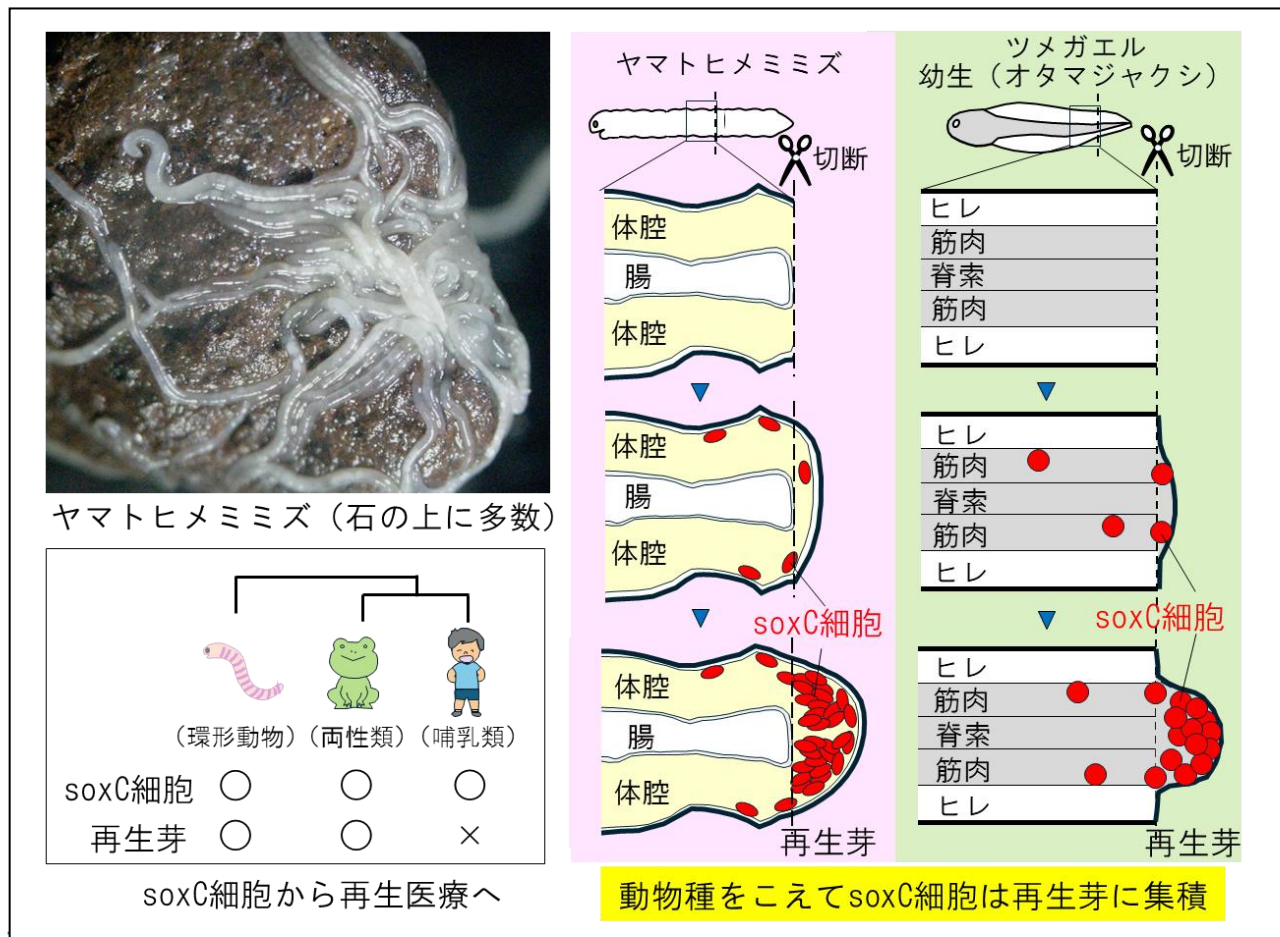 ヤマトヒメミミズ（石の上に多数）
（環形動物）（両性類）（哺乳類）
soxC細胞 ○ ○ ○
再生芽 ○ ○ ×
soxC細胞から再生医療へ
ヤマトヒメミミズ
切断
体腔
腸
体腔
体腔
腸
体腔
soxC細胞
体腔
腸
体腔
再生芽
ツメガエル
幼生（オタマジャクシ）
切断
ヒレ
筋肉
脊索
筋肉
ヒレ
ヒレ
筋肉
脊索
筋肉
ヒレ
soxC細胞
ヒレ
筋肉
脊索
筋肉
ヒレ
再生芽
動物種をこえてsoxC細胞は再生芽に集積